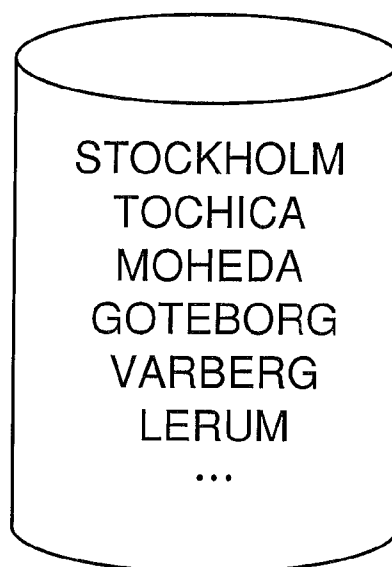 STOCKHOLM
TOCHICA
MOHEDA
GOTEBORG
VARBERG
LERUM
...